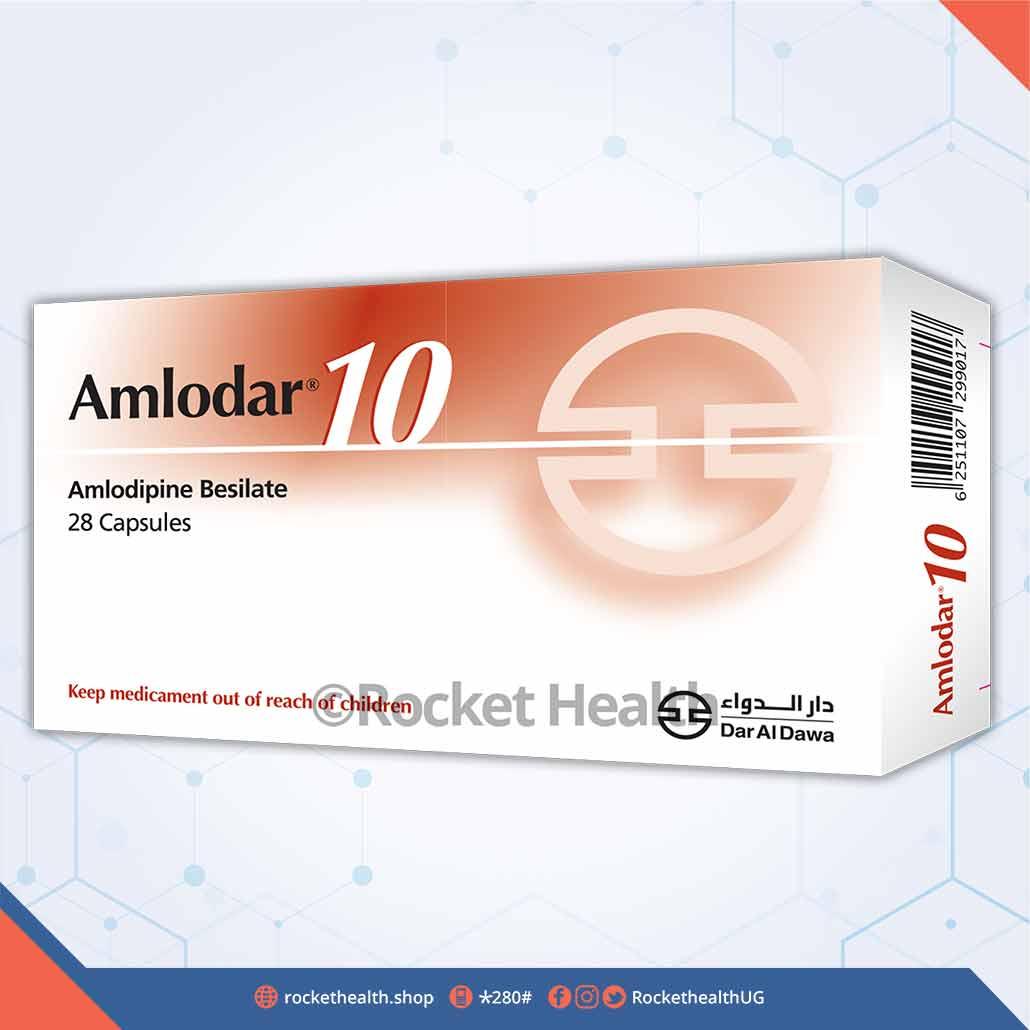 Amlodar® 10
Amlodipine Besilate
28 Capsules
Keep medicament out of reach of children
©Rocket Health
دار الــدواء
Dar Al Dawa
6 251107 299017
Amlodar® 10
rockethealth.shop
*280#
RockethealthUG